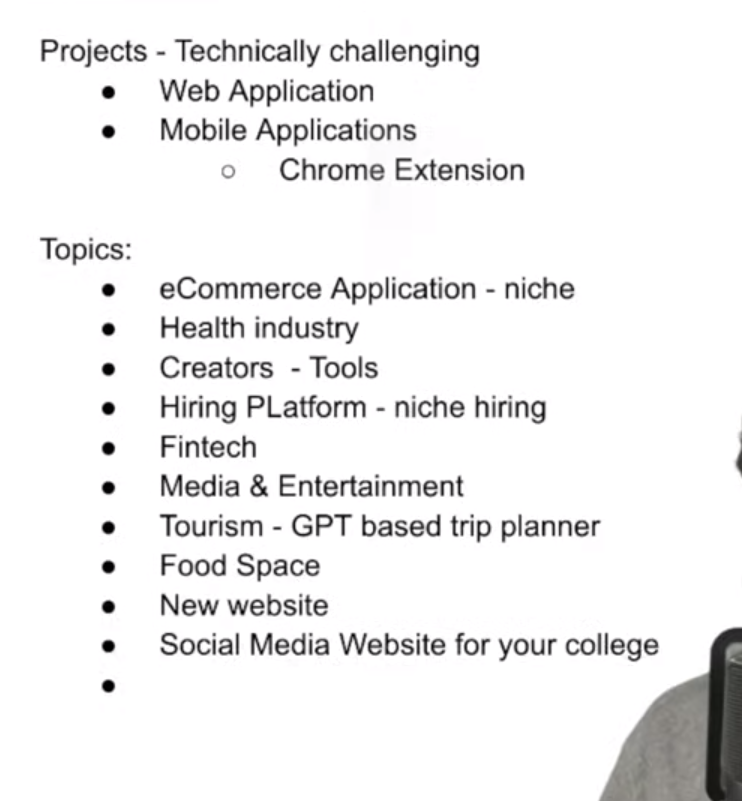 Projects - Technically challenging
● Web Application
● Mobile Applications
○ Chrome Extension
Topics:
● eCommerce Application - niche
● Health industry
● Creators - Tools
● Hiring PLatform - niche hiring
● Fintech
● Media & Entertainment
● Tourism - GPT based trip planner
● Food Space
● New website
● Social Media Website for your college
●